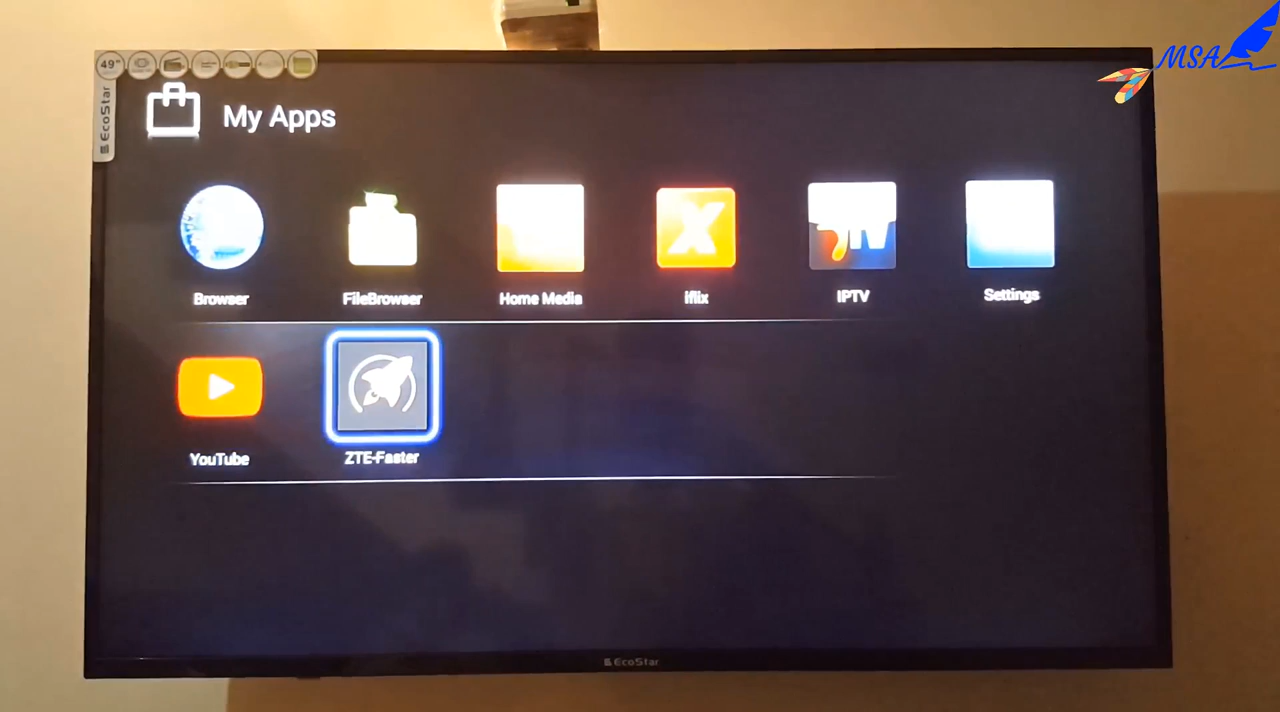 MSA
49"
EcoStar
My Apps
Browser
FileBrowser
Home Media
iflix
IPTV
Settings
YouTube
ZTE-Faster
EcoStar